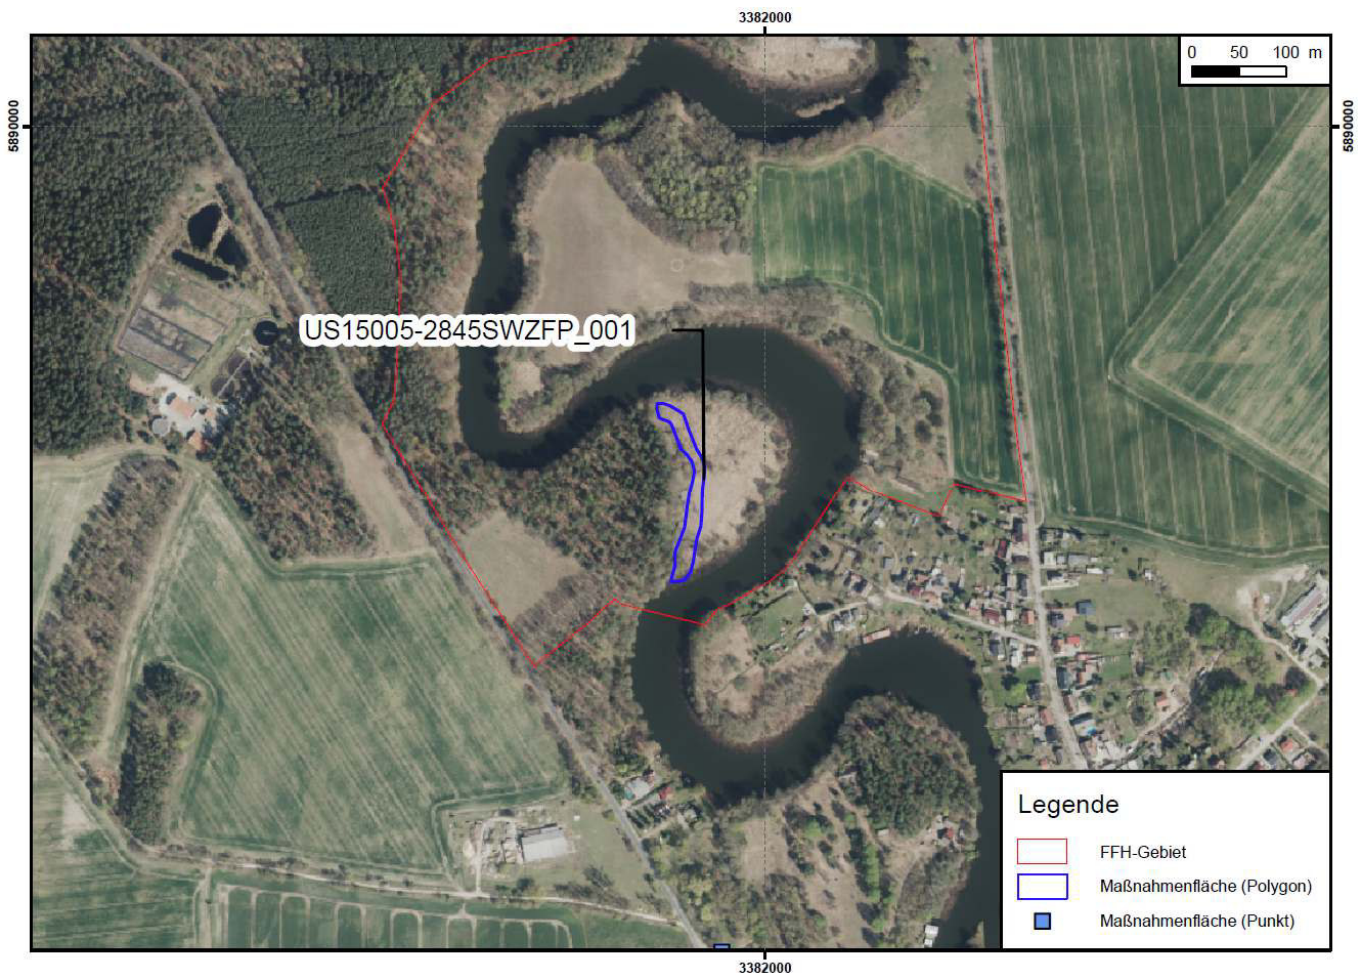 3382000
0 50 100 m
5890000
5890000
US15005-2845SWZFP_001
Legende
FFH-Gebiet
Maßnahmenfläche (Polygon)
Maßnahmenfläche (Punkt)
3382000